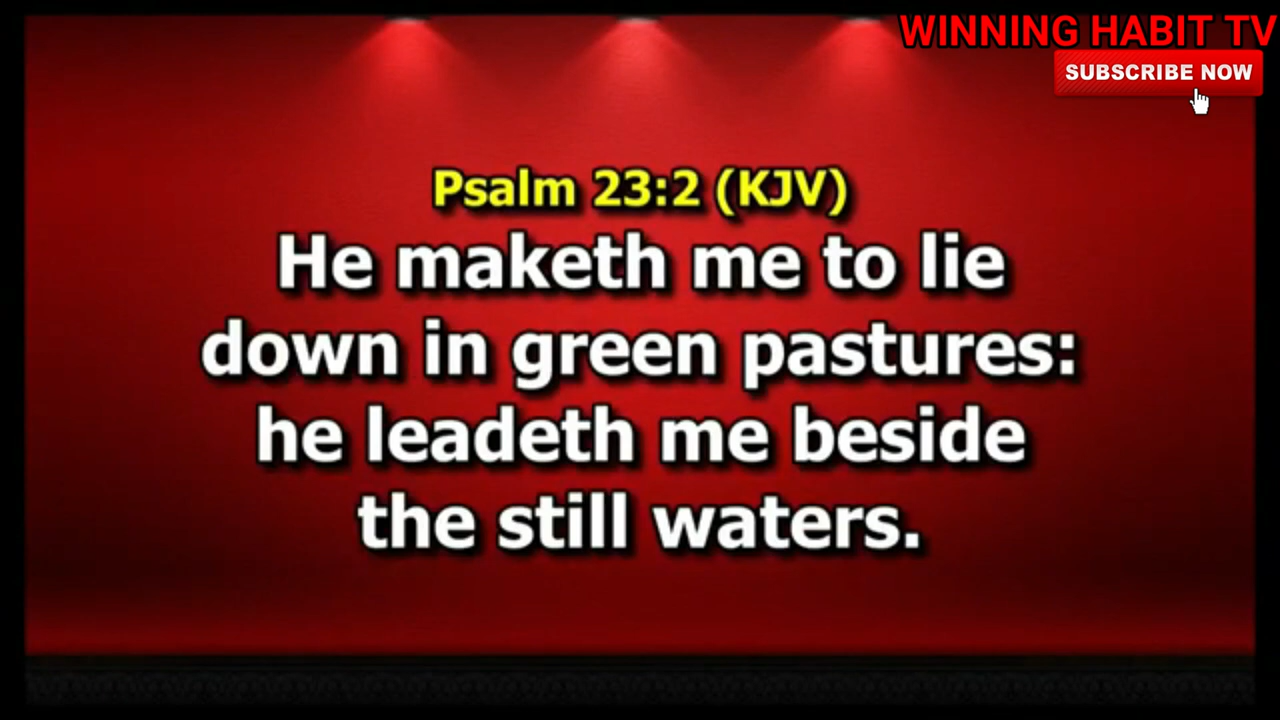 WINNING HABIT TV
SUBSCRIBE NOW
Psalm 23:2 (KJV)
He maketh me to lie
down in green pastures:
he leadeth me beside
the still waters.